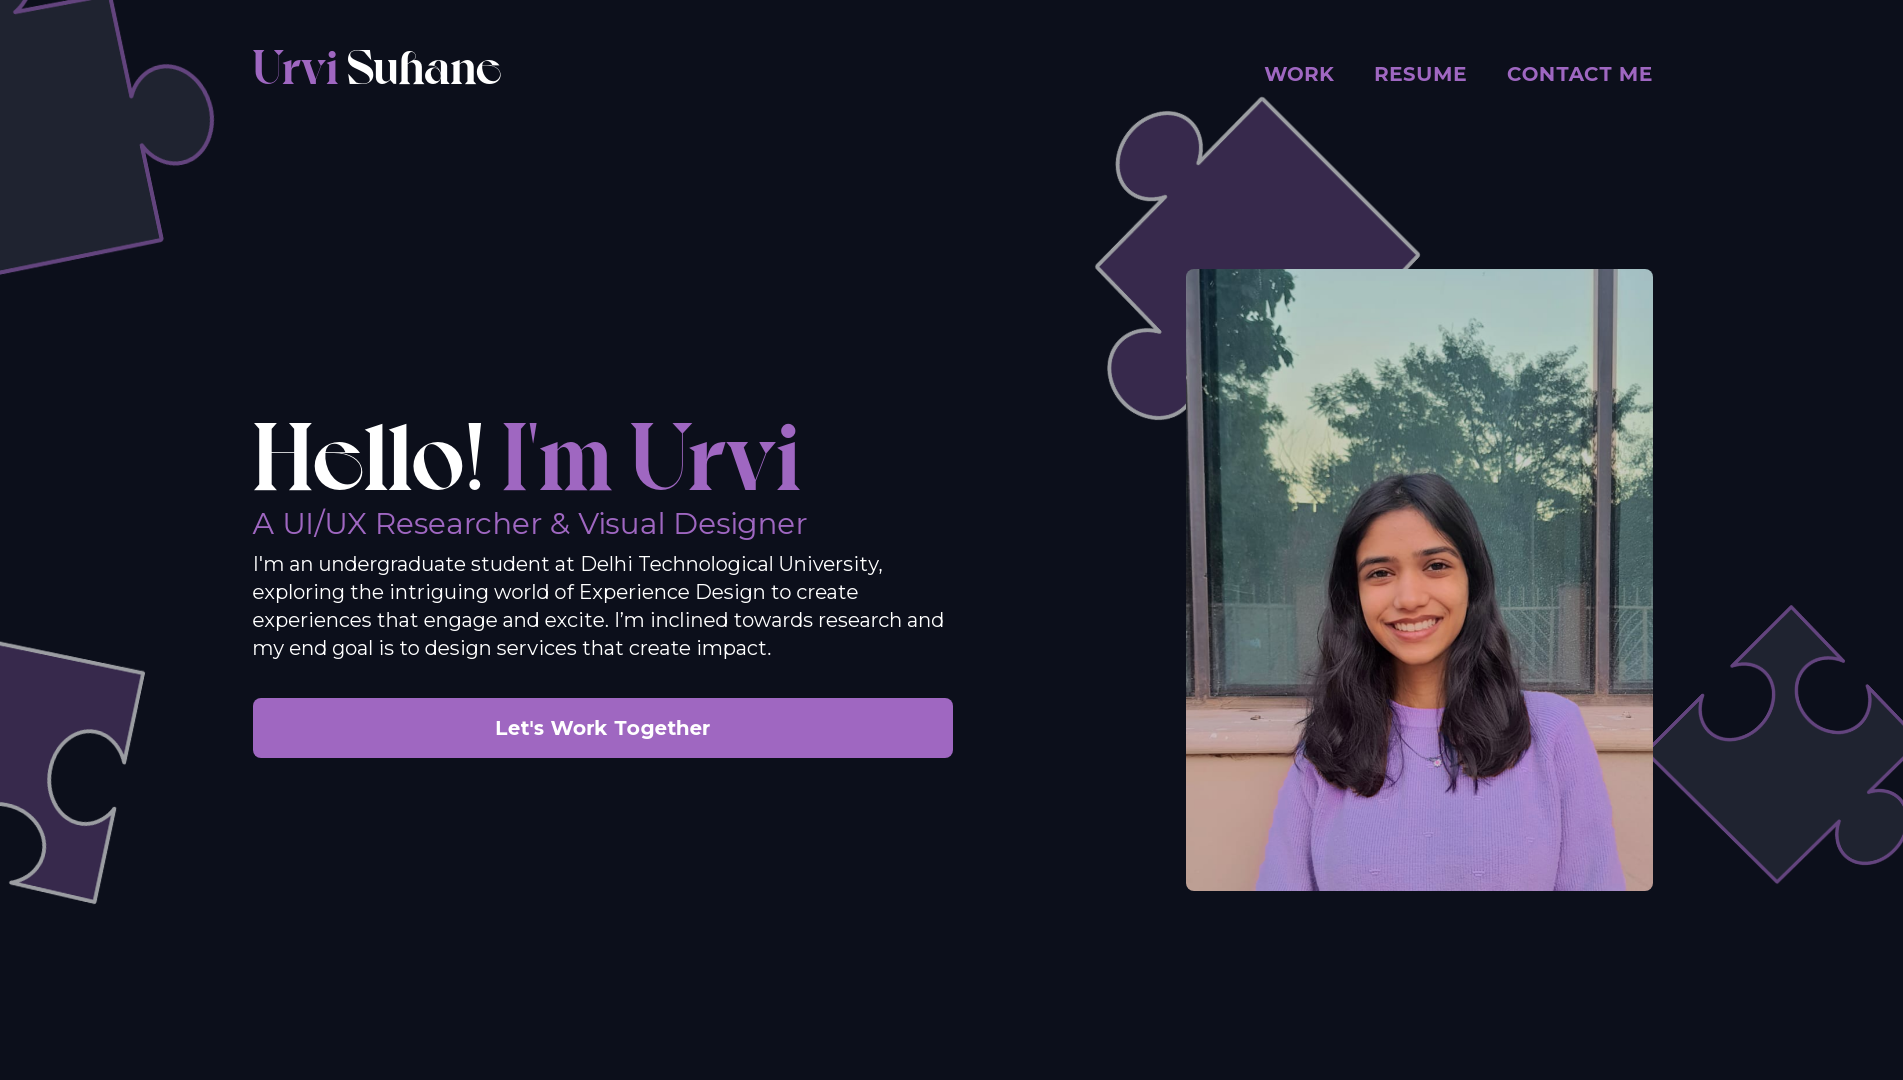 Urvi Suhane
WORK RESUME CONTACT ME
Hello! I'm Urvi
A UI/UX Researcher & Visual Designer
I'm an undergraduate student at Delhi Technological University,
exploring the intriguing world of Experience Design to create
experiences that engage and excite. I’m inclined towards research and
my end goal is to design services that create impact.
Let's Work Together